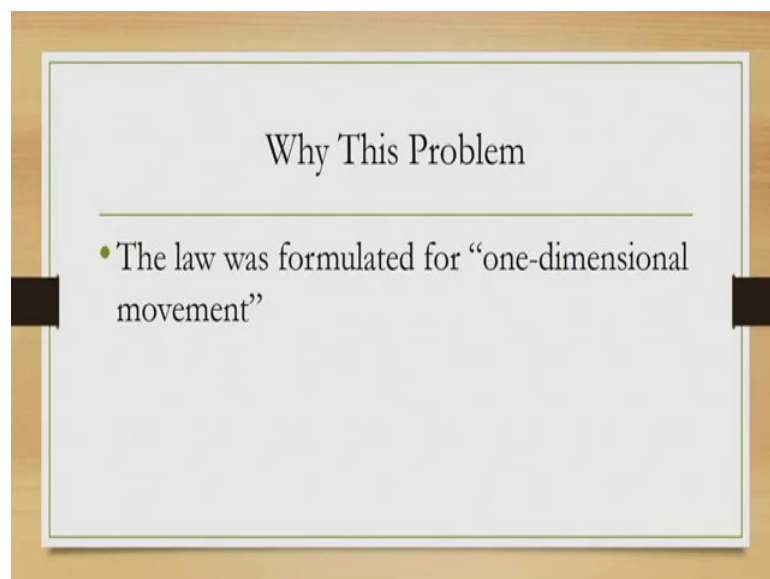 Why This Problem
• The law was formulated for “one-dimensional
movement”